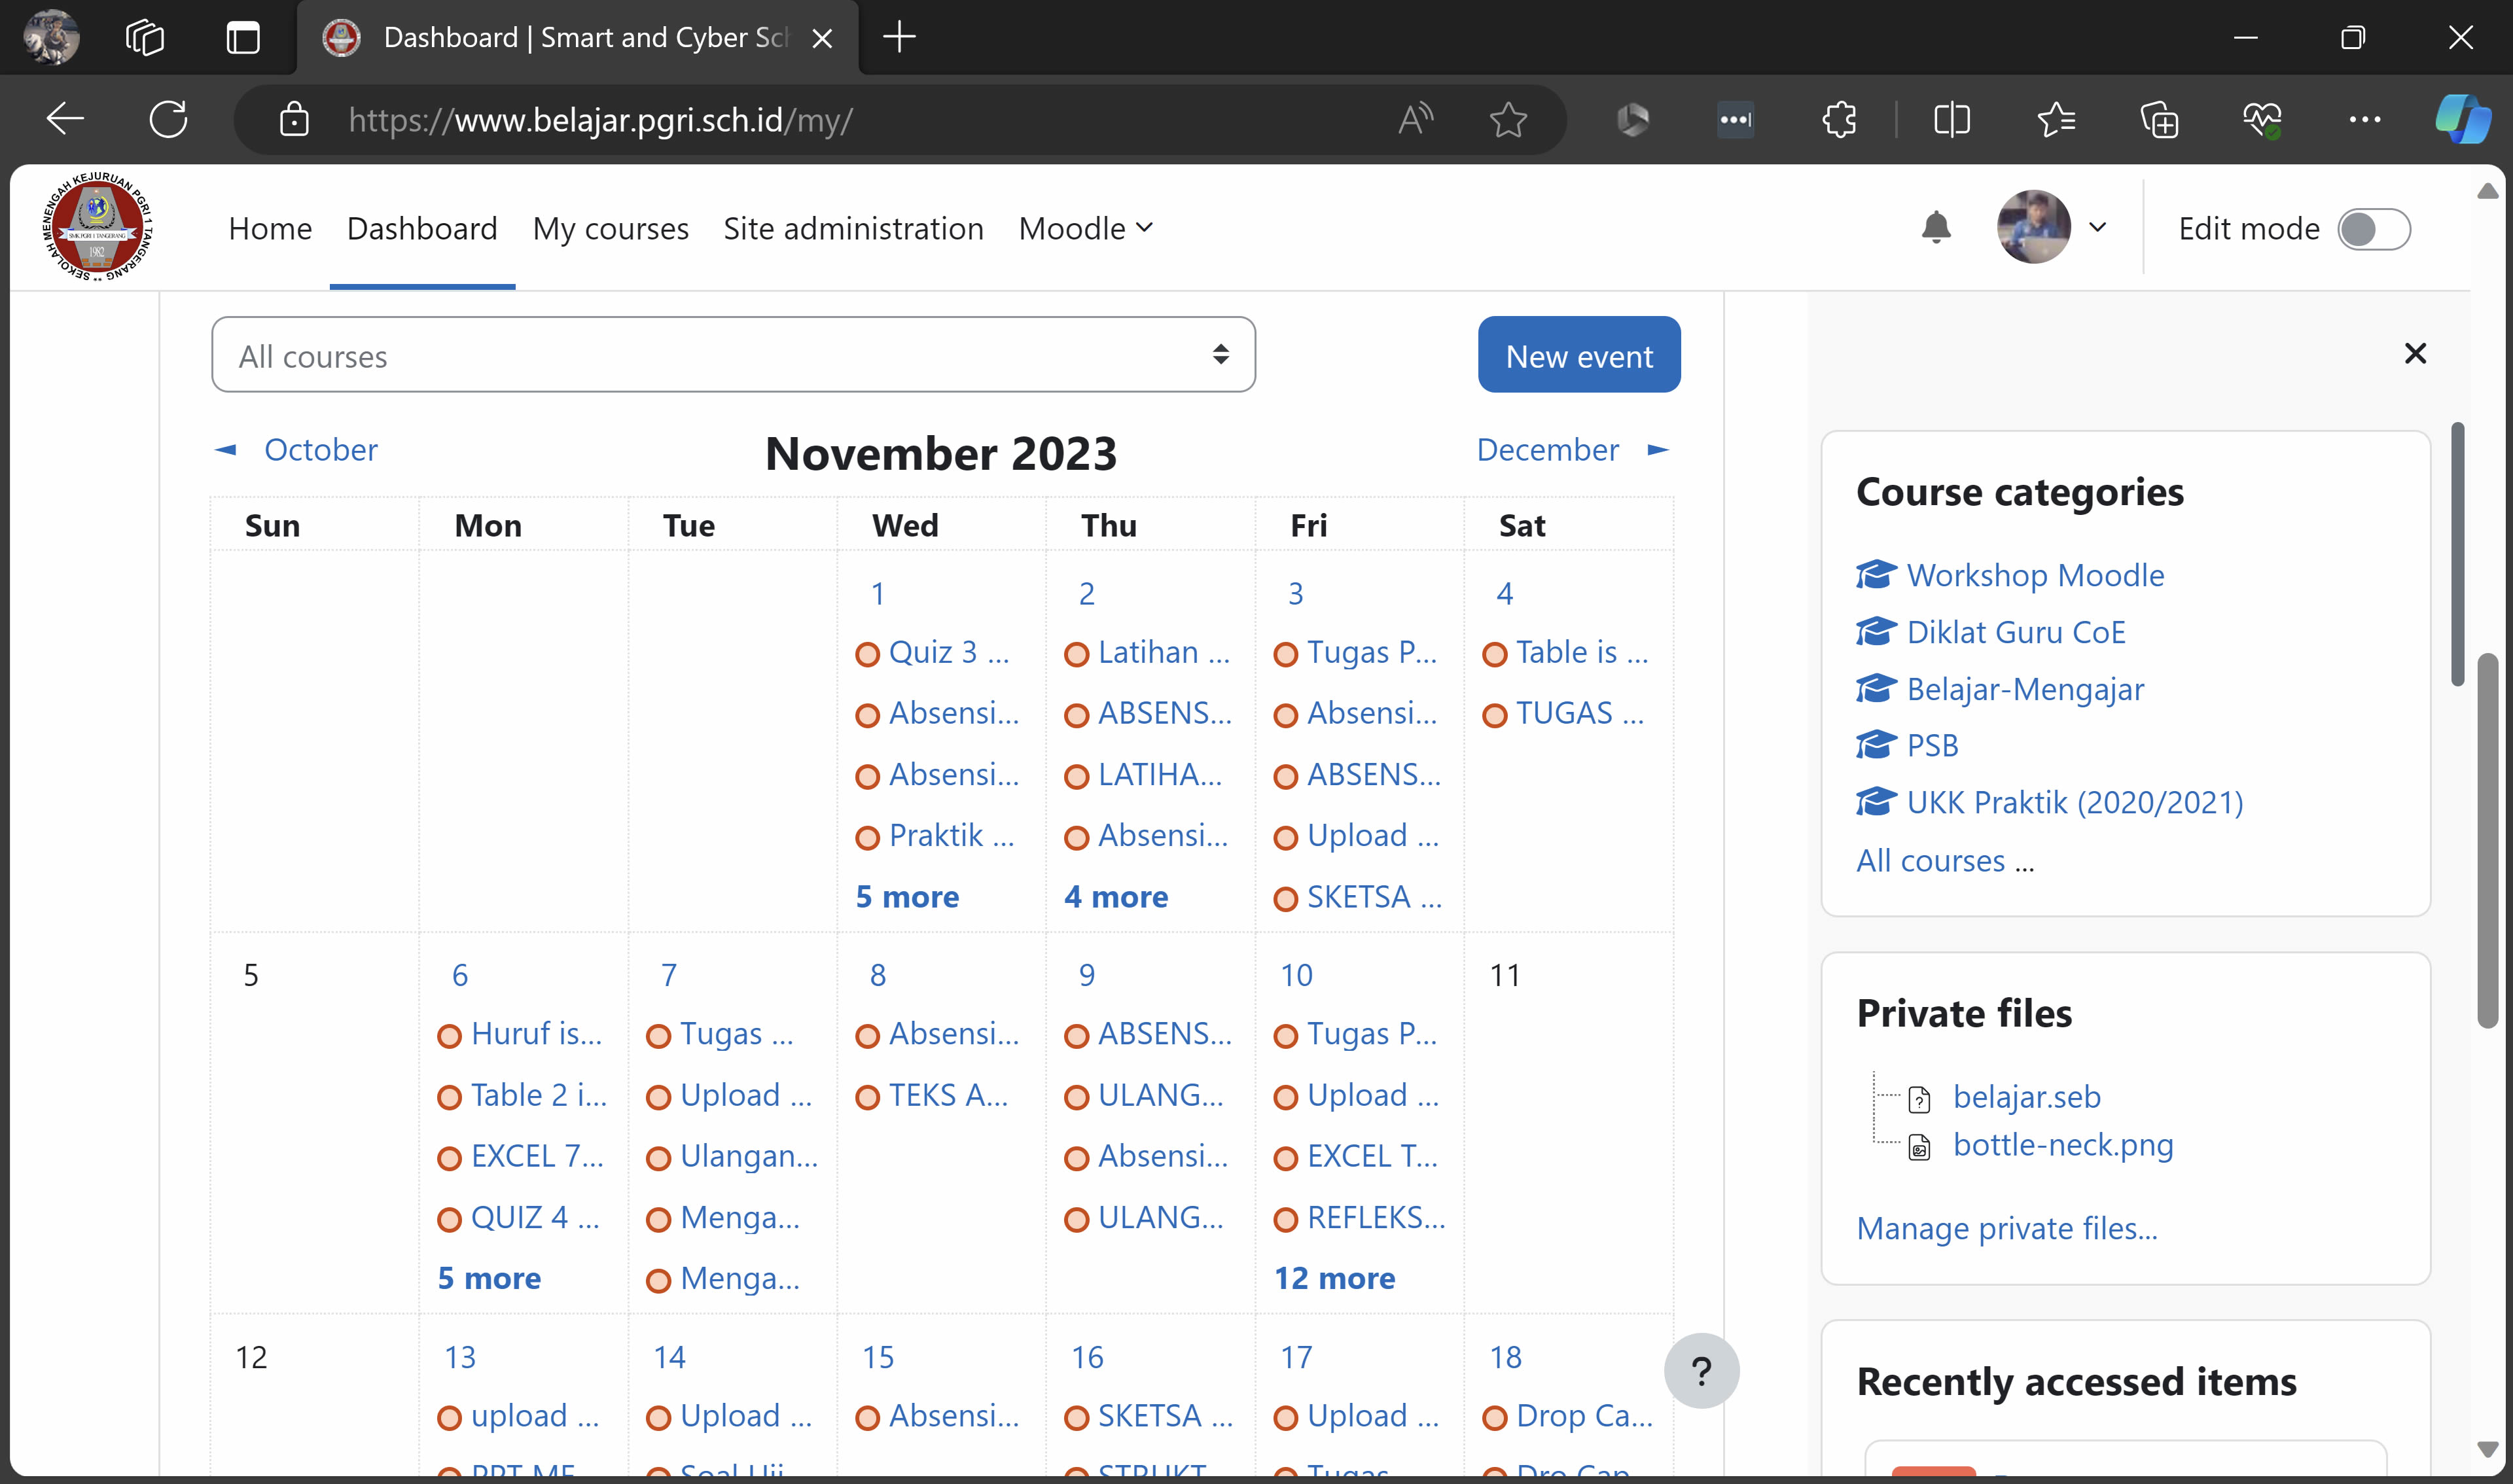 Dashboard | Smart and Cyber Sch
https://www.belajar.pgri.sch.id/my/
SEKOLAH MENENGAH KEJURUAN PGRI 1 TANGERANG
SMK PGRI 1 TANGERANG
1982
Home Dashboard My courses Site administration Moodle
Edit mode
All courses
New event
October
November 2023
December
Sun Mon Tue Wed Thu Fri Sat
1 2 3 4
Quiz 3 ... Latihan ... Tugas P... Table is ...
Absensi... ABSENS... Absensi... TUGAS ...
Absensi... LATIHA... ABSENS...
Praktik ... Absensi... Upload ...
5 more 4 more SKETSA ...
5 6 7 8 9 10 11
Huruf is... Tugas ... Absensi... ABSENS... Tugas P...
Table 2 i... Upload ... TEKS A... ULANG... Upload ...
EXCEL 7... Ulangan... Absensi... EXCEL T...
QUIZ 4 ... Menga... ULANG... REFLEKS...
5 more Menga... 12 more
12 13 14 15 16 17 18
upload ... Upload ... Absensi... SKETSA ... Upload ... Drop Ca...
?
Course categories
Workshop Moodle
Diklat Guru CoE
Belajar-Mengajar
PSB
UKK Praktik (2020/2021)
All courses ...
Private files
belajar.seb
bottle-neck.png
Manage private files...
Recently accessed items